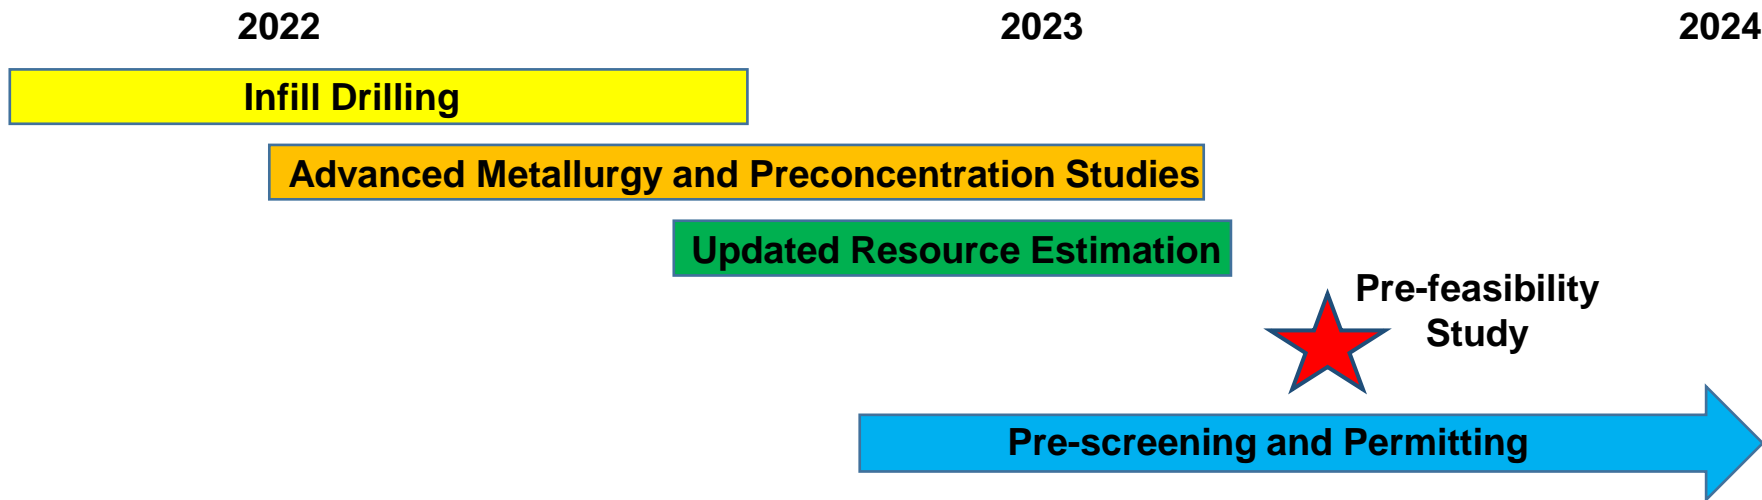 2022
2023
2024
Infill Drilling
Advanced Metallurgy and Preconcentration Studies
Updated Resource Estimation
Pre-feasibility
Study
Pre-screening and Permitting